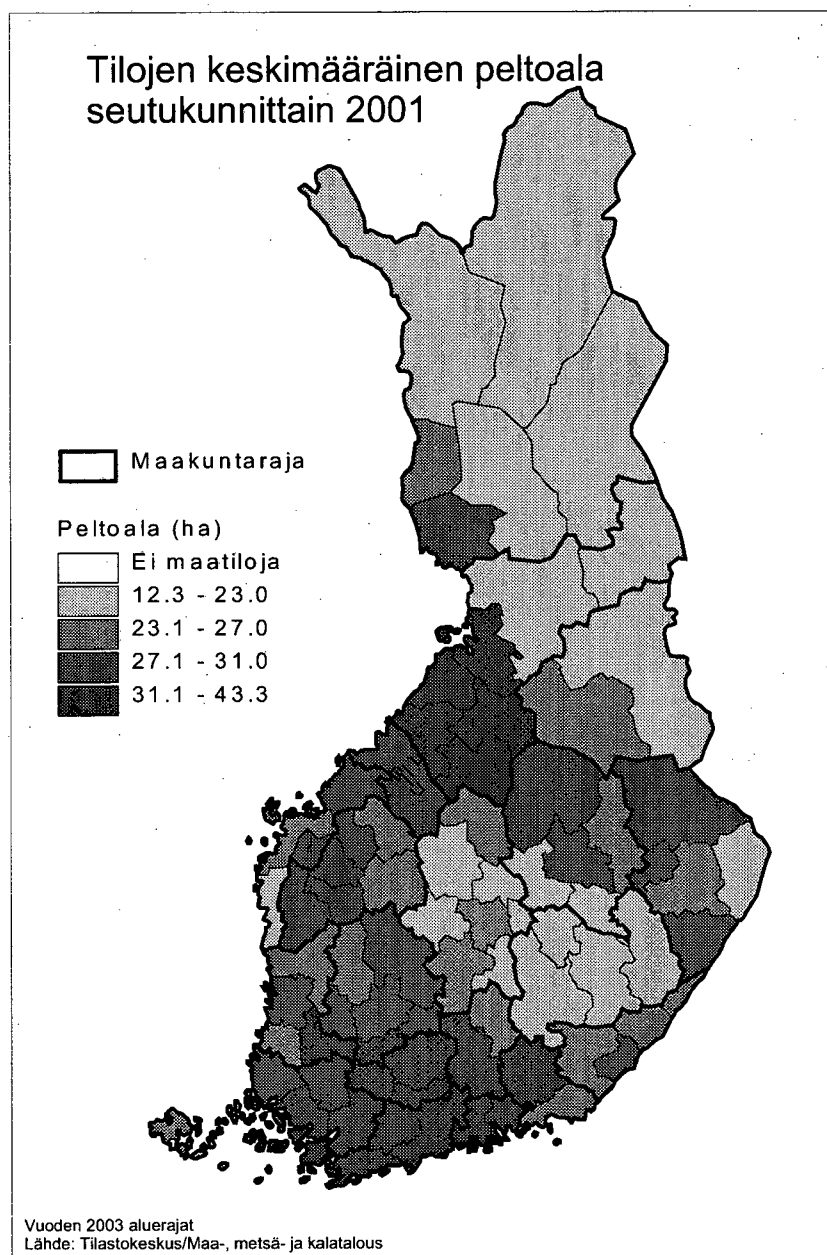 Tilojen keskimääräinen peltoala
seutukunnittain 2001
Maakuntaraja
Peltoala (ha)
Ei maatiloja
12.3 - 23.0
23.1 - 27.0
27.1 - 31.0
31.1 - 43.3
Vuoden 2003 aluerajat
Lähde: Tilastokeskus/Maa-, metsä- ja kalatalous